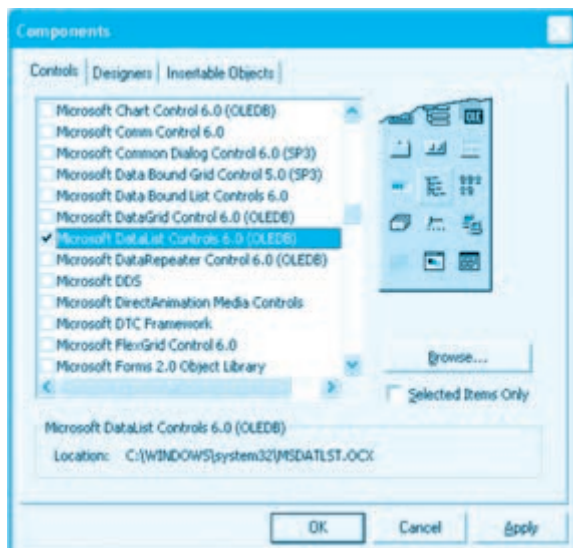 Components
Controls
Designers
Insertable Objects
Microsoft Chart Control 6.0 (OLEDB)
Microsoft Comm Control 6.0
Microsoft Common Dialog Control 6.0 (SP3)
Microsoft Data Bound Grid Control 5.0 (SP3)
Microsoft Data Bound List Controls 6.0
Microsoft DataGrid Control 6.0 (OLEDB)
Microsoft DataList Controls 6.0 (OLEDB)
Microsoft DataRepeater Control 6.0 (OLEDB)
Microsoft DDS
Microsoft DirectAnimation Media Controls
Microsoft DTC Framework
Microsoft FlexGrid Control 6.0
Microsoft Forms 2.0 Object Library
Browse...
Selected Items Only
Microsoft DataList Controls 6.0 (OLEDB)
Location: C:\WINDOWS\system32\MSDATLST.OCX
OK
Cancel
Apply